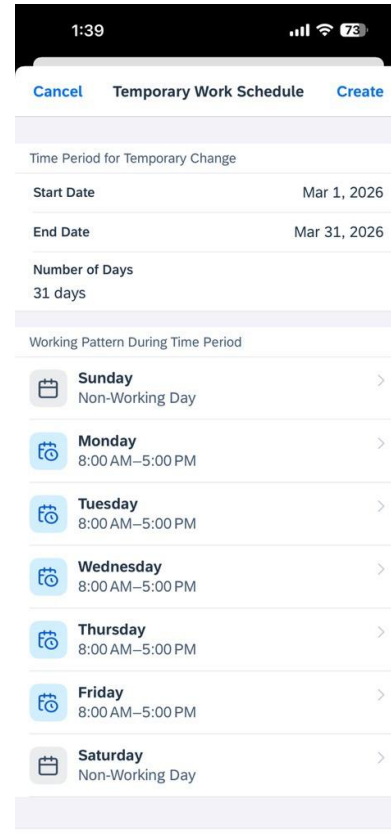 1:39
73
Cancel Temporary Work Schedule Create
Time Period for Temporary Change
Start Date Mar 1, 2026
End Date Mar 31, 2026
Number of Days
31 days
Working Pattern During Time Period
Sunday
Non-Working Day
Monday
8:00 AM–5:00 PM
Tuesday
8:00 AM–5:00 PM
Wednesday
8:00 AM–5:00 PM
Thursday
8:00 AM–5:00 PM
Friday
8:00 AM–5:00 PM
Saturday
Non-Working Day